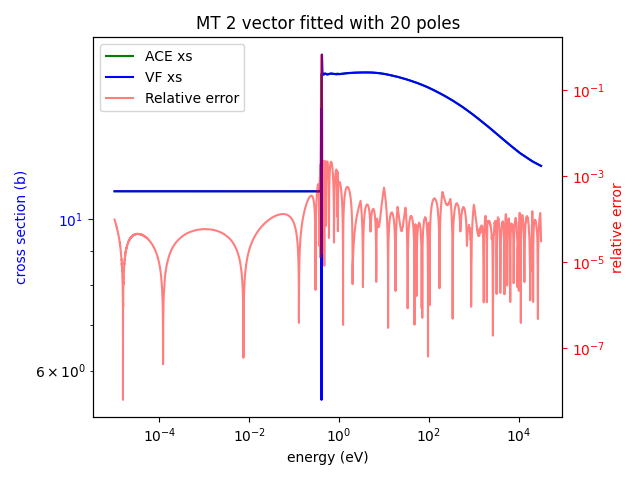 MT 2 vector fitted with 20 poles
ACE xs
VF xs
Relative error
cross section (b)
10¹
6 × 10⁰
10⁻¹
10⁻³
10⁻⁵
10⁻⁷
relative error
10⁻⁴ 10⁻² 10⁰ 10² 10⁴
energy (eV)